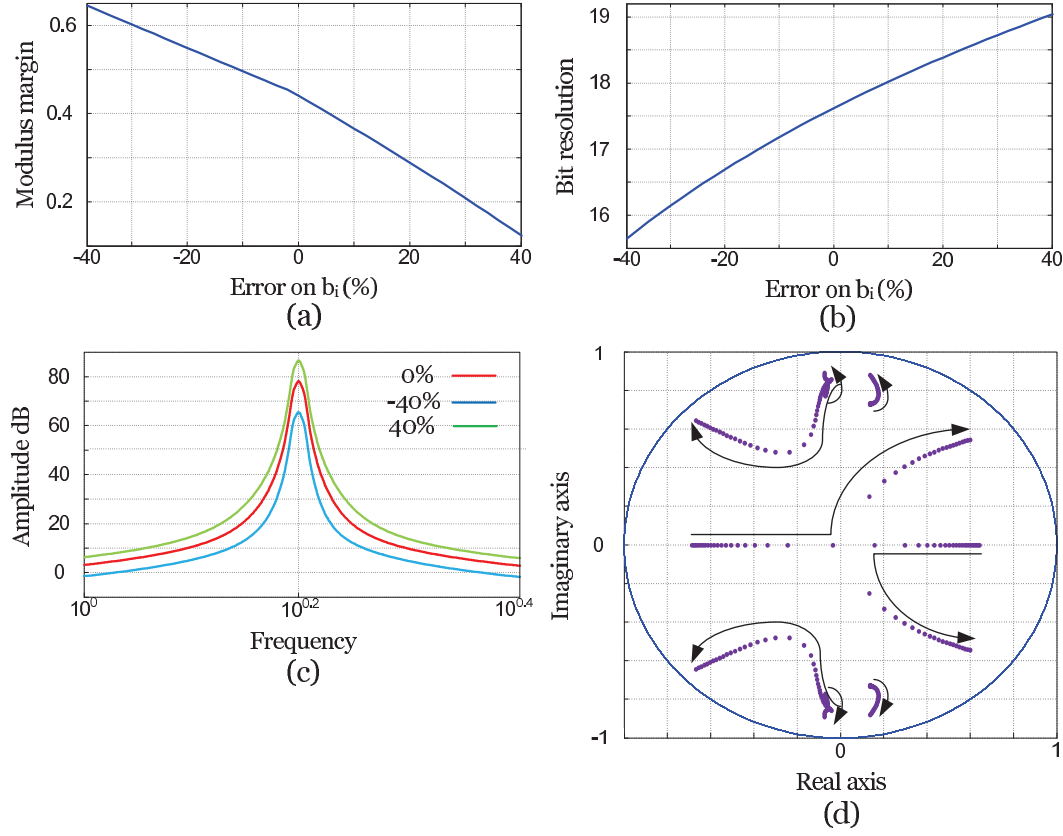 0.6
0.4
0.2
Modulus margin
-40 -20 0 20 40
Error on bi (%)
(a)
19
18
17
16
Bit resolution
-40 -20 0 20 40
Error on bi (%)
(b)
80
60
40
20
0
Amplitude dB
0%
-40%
40%
10^0 10^0.2 10^0.4
Frequency
(c)
1
0
-1
Imaginary axis
0 1
Real axis
(d)